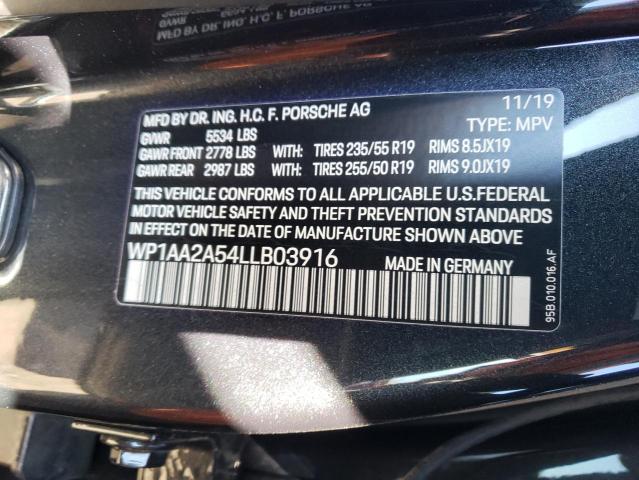 MFD BY DR. ING. H.C. F. PORSCHE AG 11/19
GVWR 5534 LBS TYPE: MPV
GAWR FRONT 2778 LBS WITH: TIRES 235/55 R19 RIMS 8.5JX19
GAWR REAR 2987 LBS WITH: TIRES 255/50 R19 RIMS 9.0JX19
THIS VEHICLE CONFORMS TO ALL APPLICABLE U.S.FEDERAL
MOTOR VEHICLE SAFETY AND THEFT PREVENTION STANDARDS
IN EFFECT ON THE DATE OF MANUFACTURE SHOWN ABOVE
WP1AA2A54LLB03916 MADE IN GERMANY
95B.010.016.AF